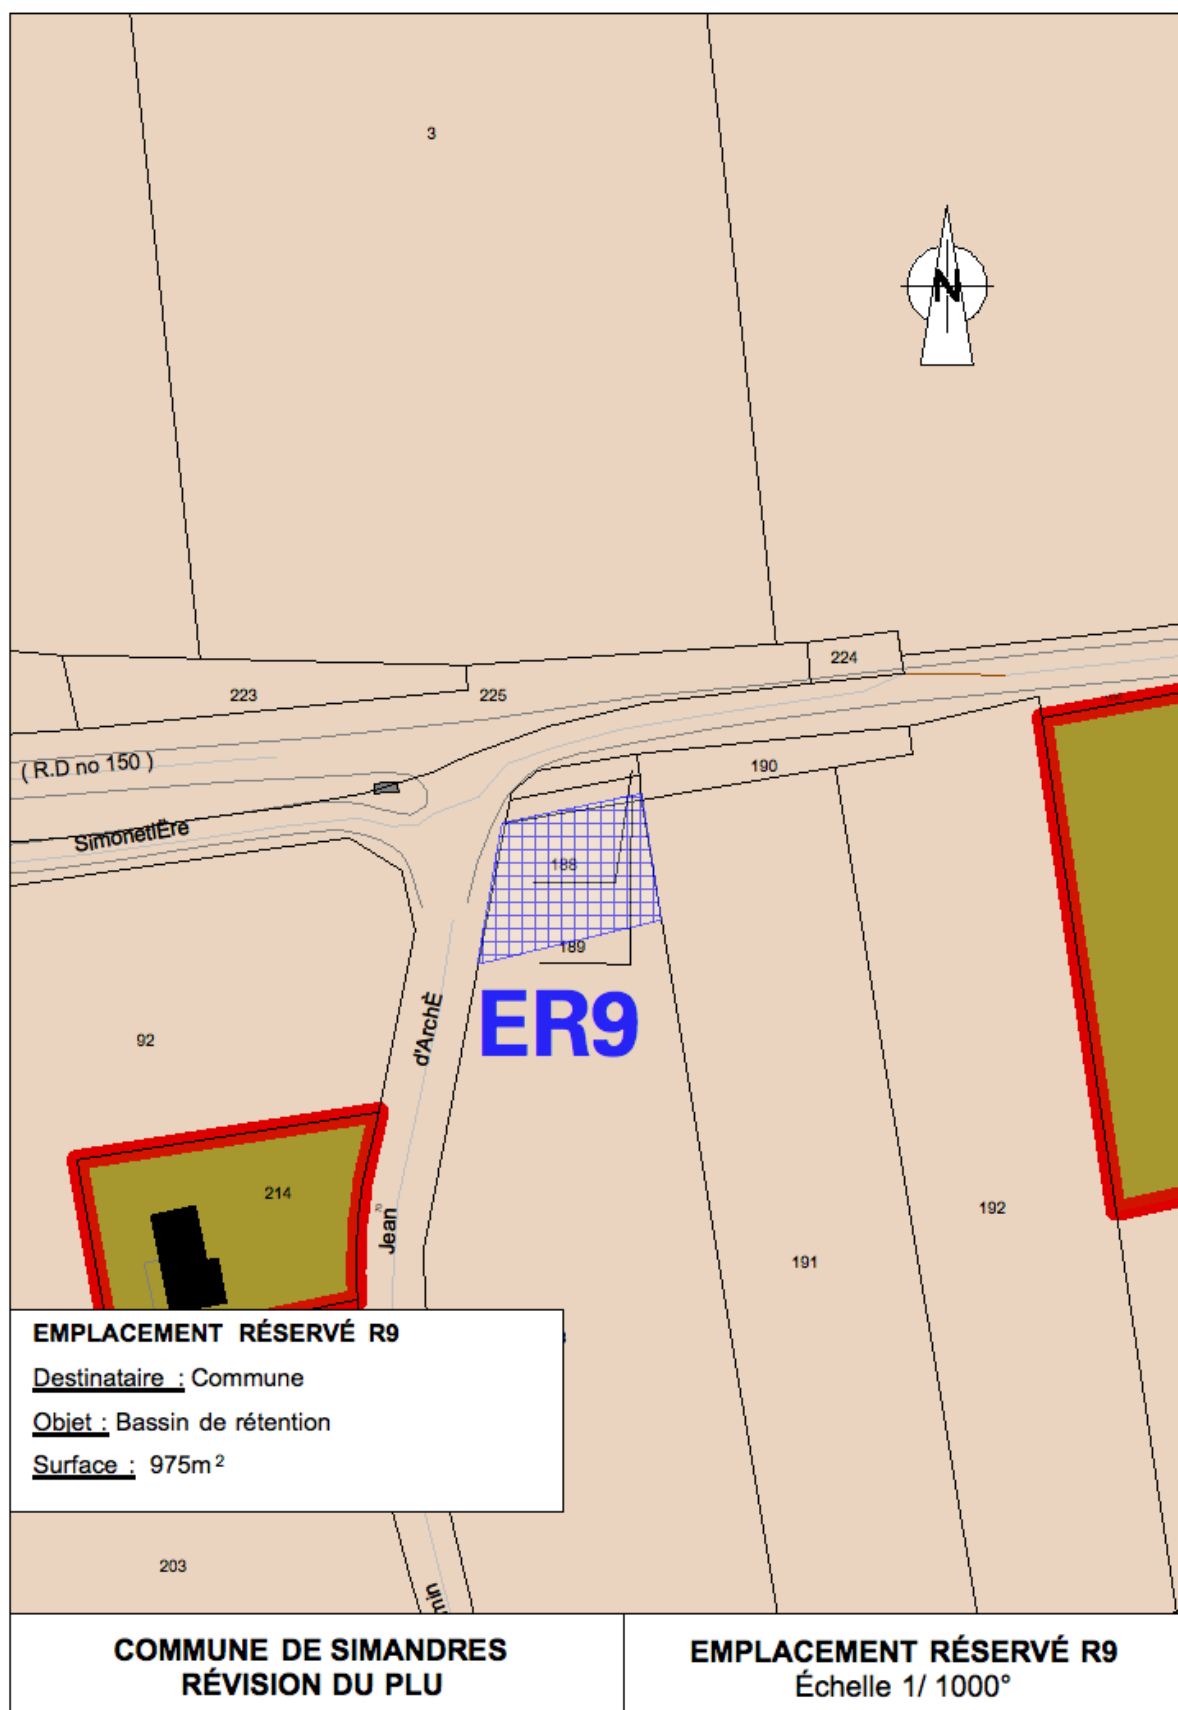 3
N
224
223
225
( R.D no 150 )
190
SimonetiËre
188
189
ER9
d'ArchÈ
92
214
Jean
192
191
EMPLACEMENT RÉSERVÉ R9
Destinataire : Commune
Objet : Bassin de rétention
Surface : 975m²
203
min
COMMUNE DE SIMANDRES
RÉVISION DU PLU
EMPLACEMENT RÉSERVÉ R9
Échelle 1/ 1000°